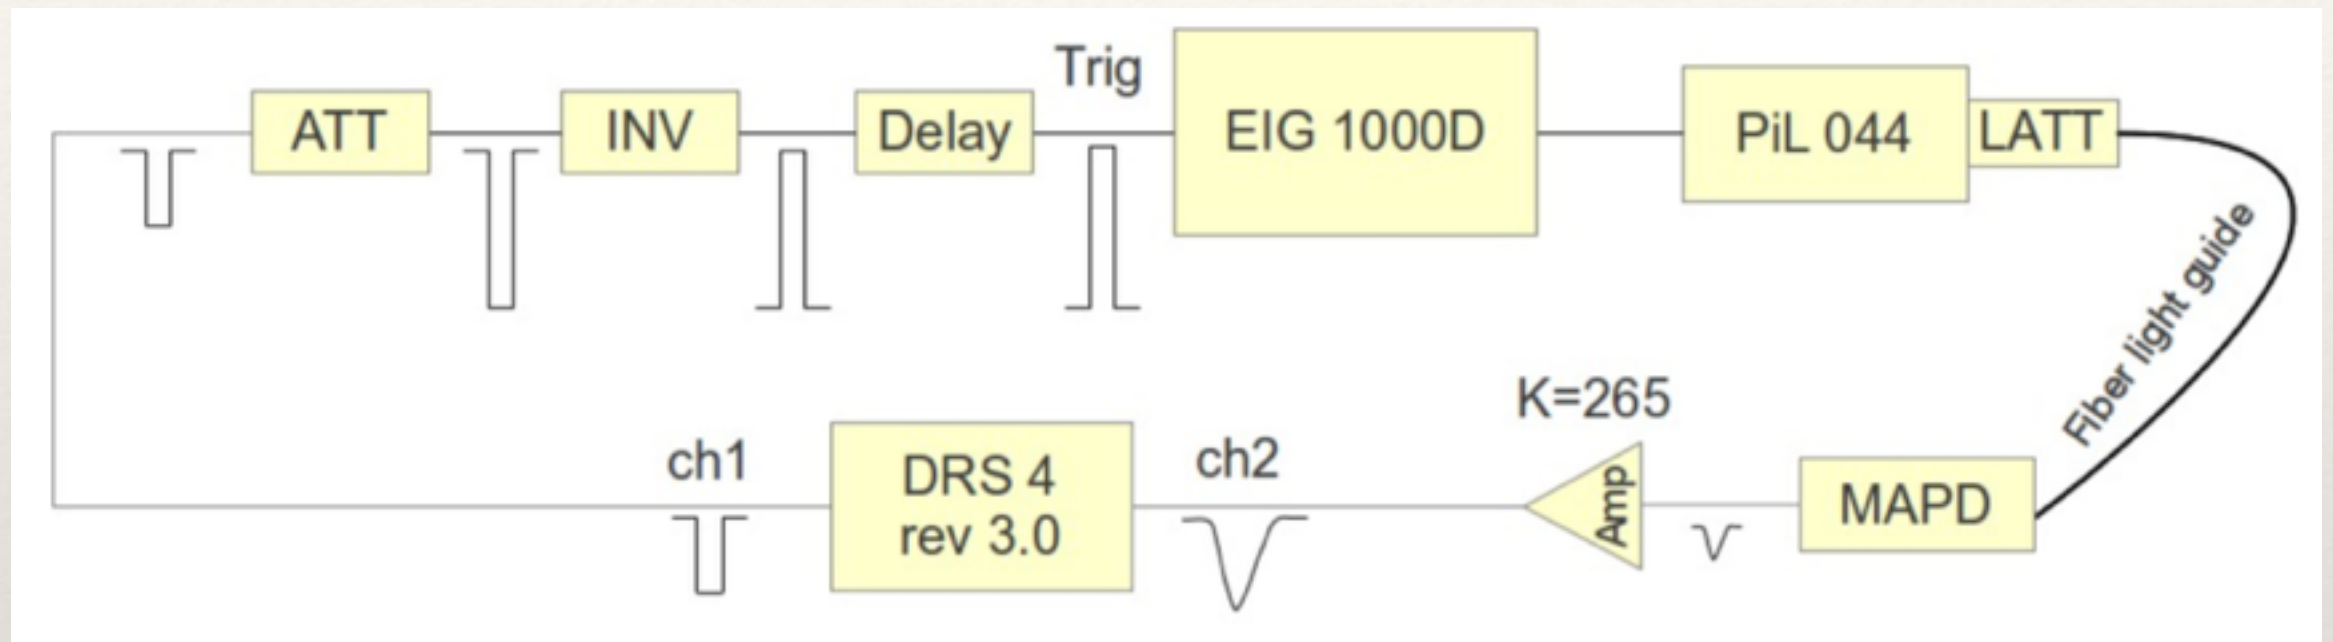 Trig
ATT
INV
Delay
EIG 1000D
PiL 044
LATT
Fiber light guide
K=265
ch1
DRS 4
rev 3.0
ch2
Amp
MAPD